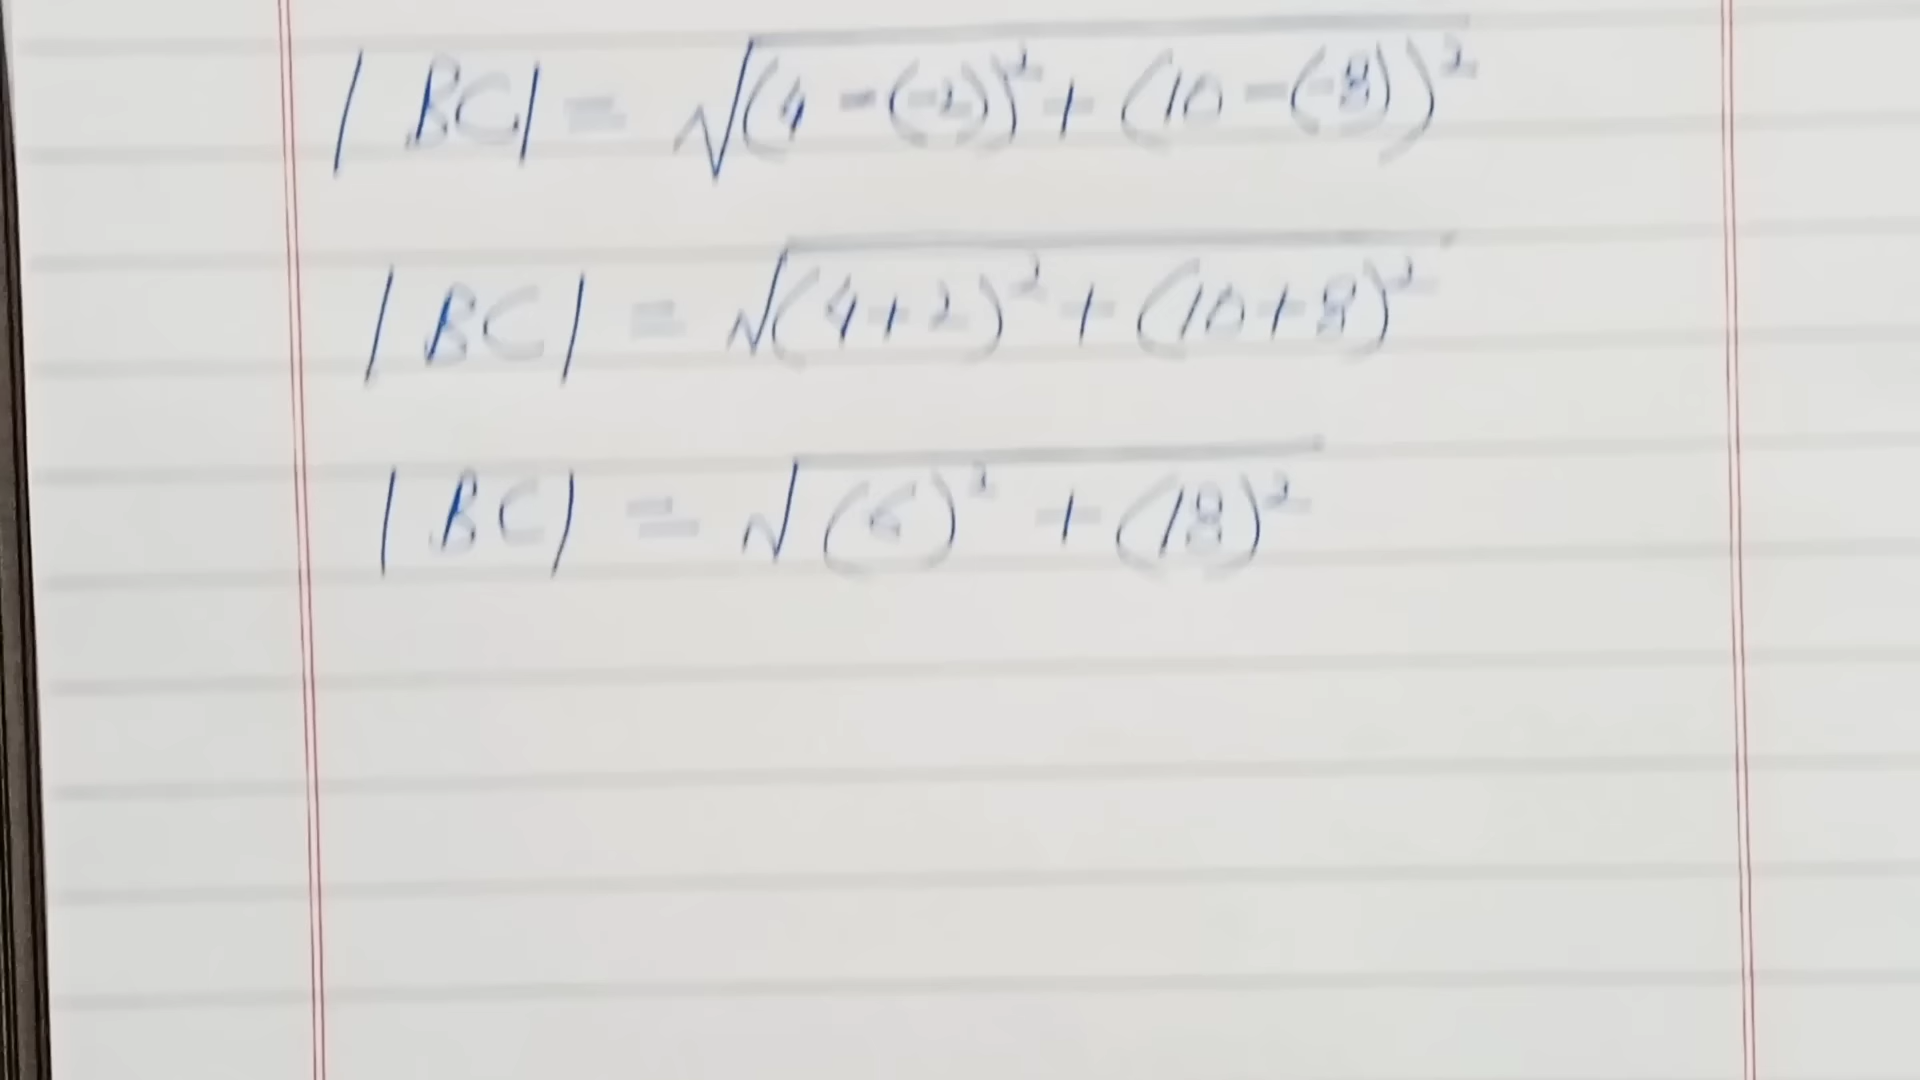 |BC| = √(4-(-2))² + (10-(-8))²
|BC| = √(4+2)² + (10+8)²
|BC| = √(6)² + (18)²